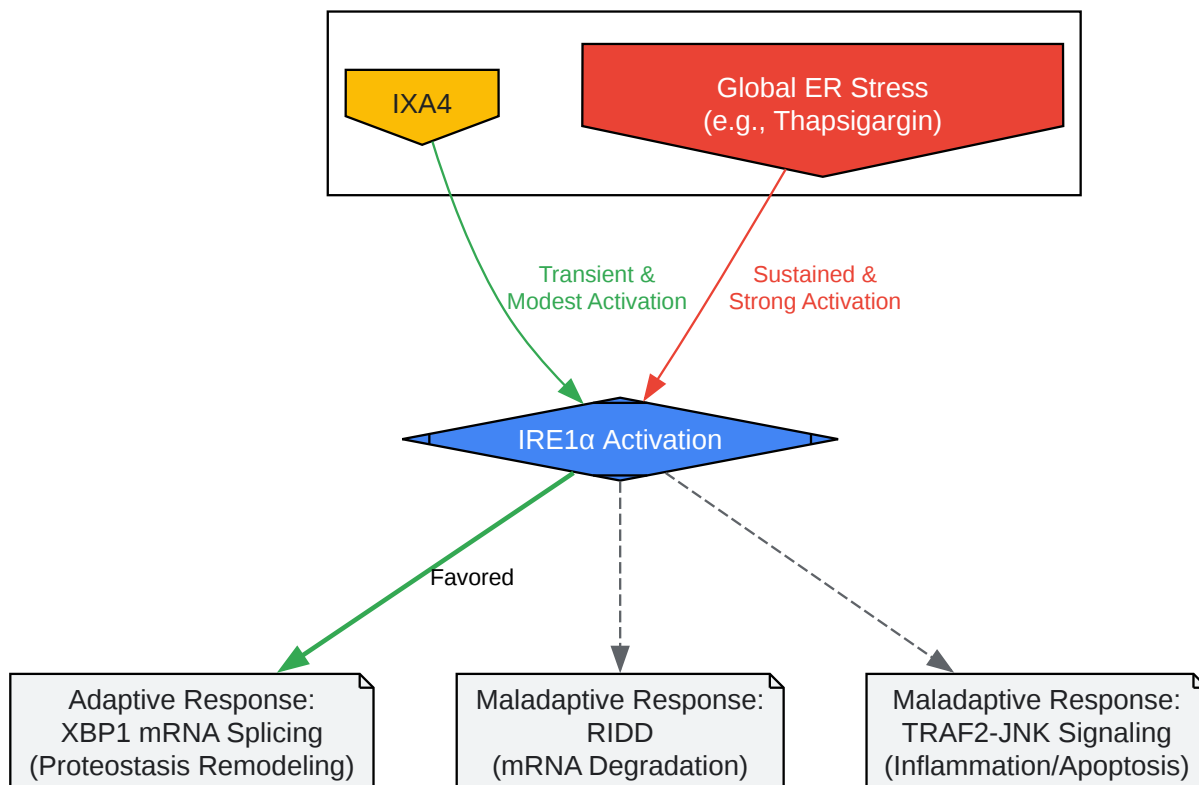 IXA4
Global ER Stress
(e.g., Thapsigargin)
Transient &
Modest Activation
Sustained &
Strong Activation
IRE1α Activation
Favored
Adaptive Response:
XBP1 mRNA Splicing
(Proteostasis Remodeling)
Maladaptive Response:
RIDD
(mRNA Degradation)
Maladaptive Response:
TRAF2-JNK Signaling
(Inflammation/Apoptosis)